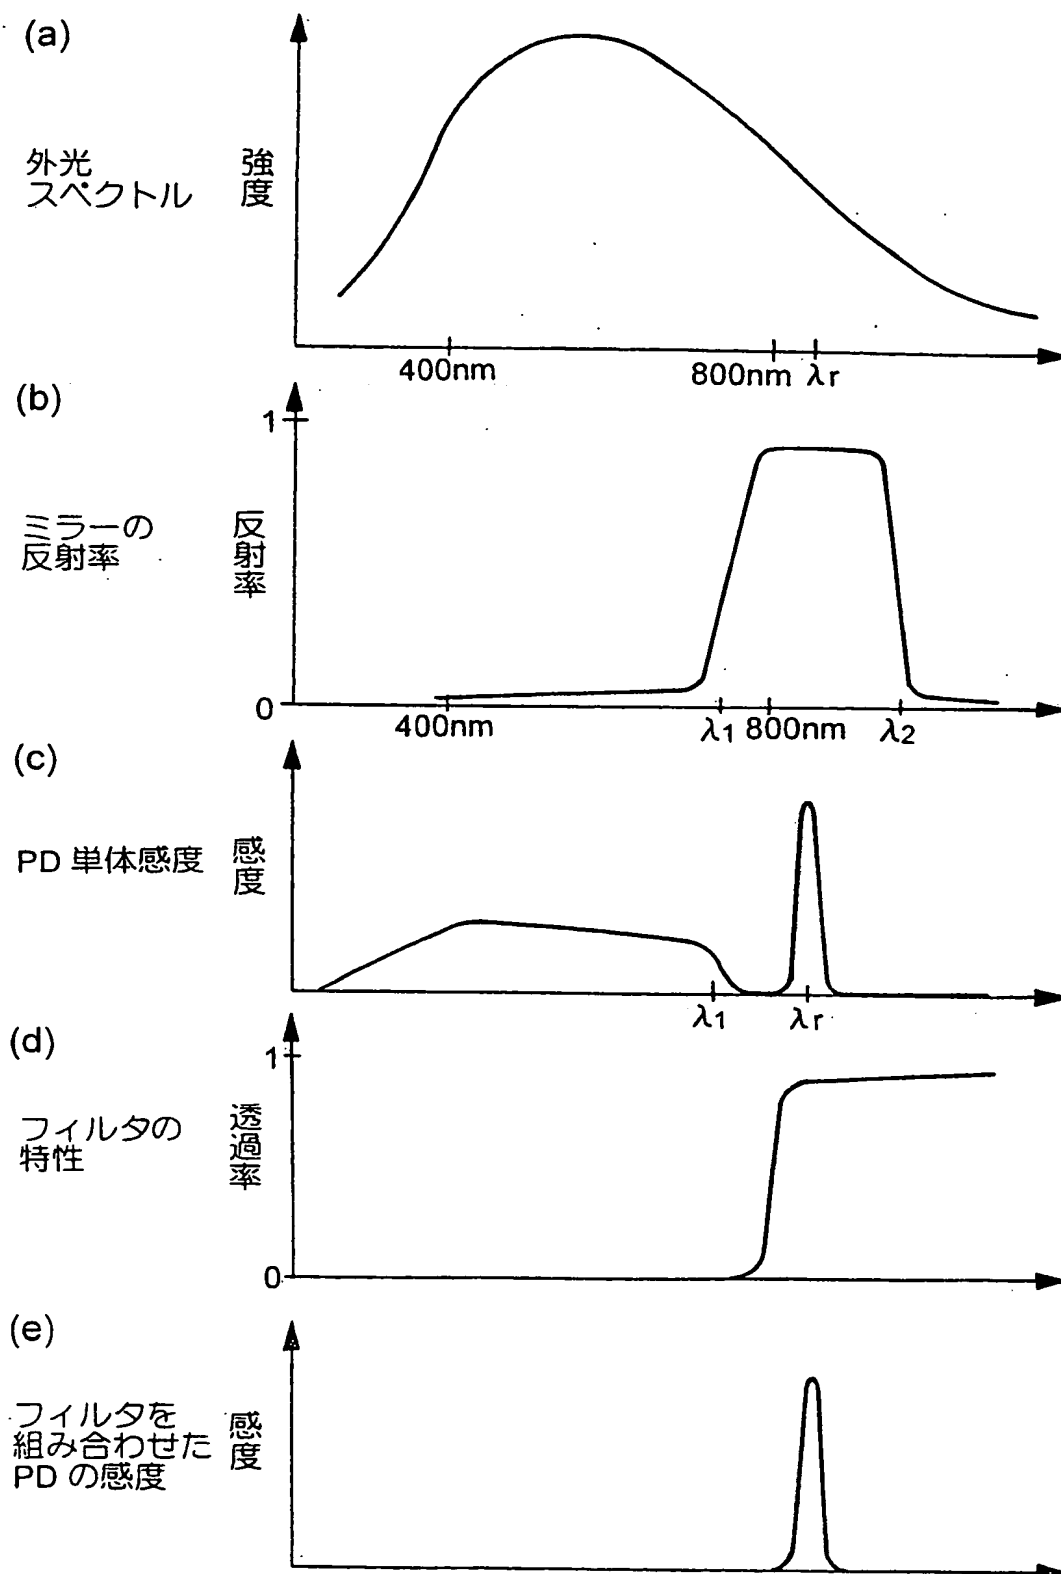 (a)
外光
スペクトル
強度
400nm
800nm λr
(b)
ミラーの
反射率
反射率
1
0
400nm
λ1 800nm
λ2
(c)
PD 単体感度
感度
λ1
λr
(d)
フィルタの
特性
透過率
1
0
(e)
フィルタを
組み合わせた
PD の感度
感度